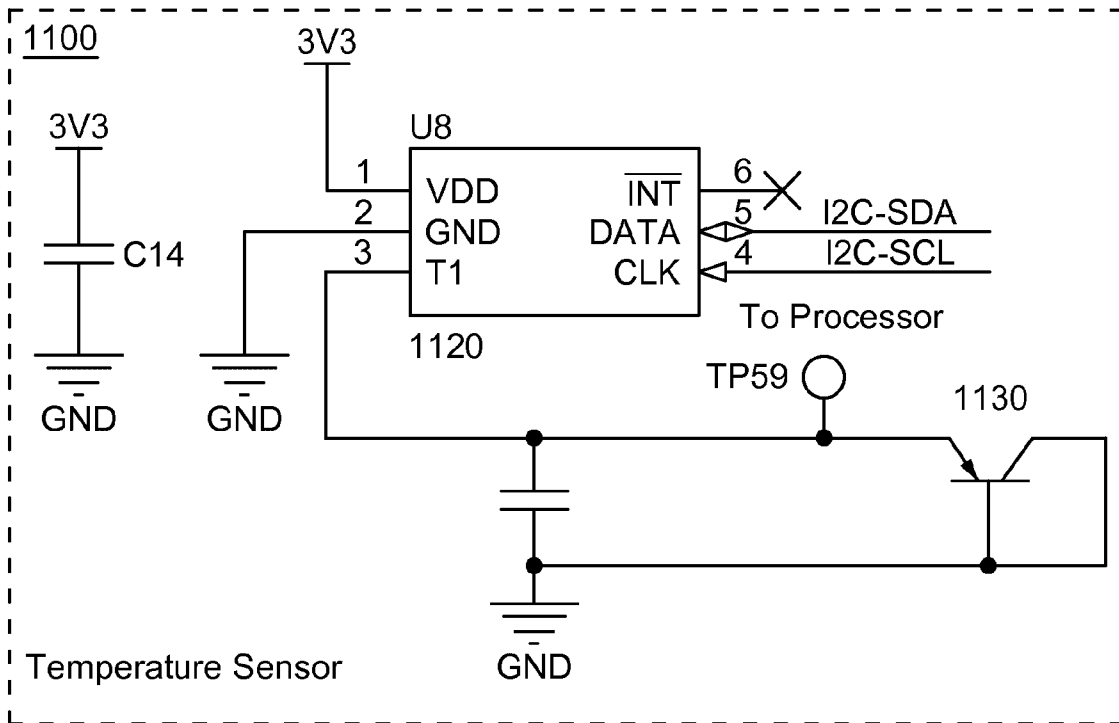 1100
3V3
3V3
C14
GND
GND
U8
1 VDD
2 GND
3 T1
INT 6
DATA 5 I2C-SDA
CLK 4 I2C-SCL
1120
To Processor
TP59
1130
GND
Temperature Sensor